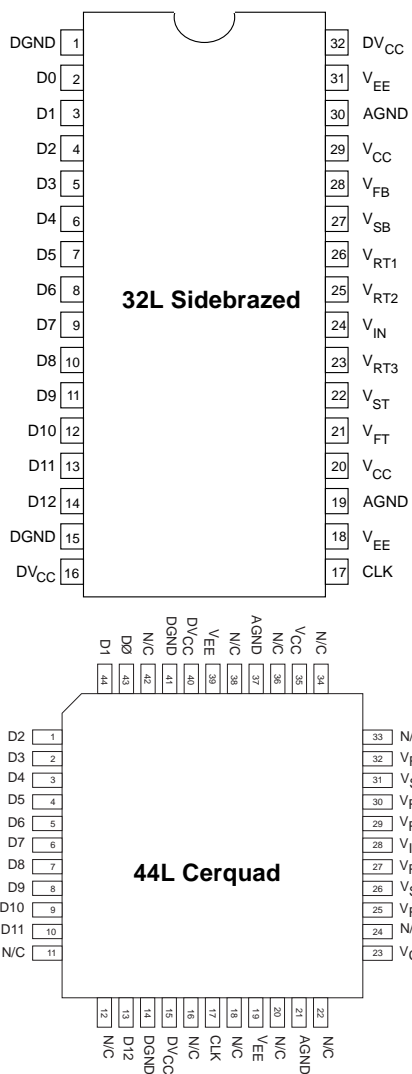 DGND 1 32 DVCC
D0 2 31 VEE
D1 3 30 AGND
D2 4 29 VCC
D3 5 28 VFB
D4 6 27 VSB
D5 7 26 VRT1
D6 8 25 VRT2
D7 9 24 VIN
D8 10 23 VRT3
D9 11 22 VST
D10 12 21 VFT
D11 13 20 VCC
D12 14 19 AGND
DGND 15 18 VEE
DVCC 16 17 CLK
32L Sidebrazed
D1 DØ N/C DGND DVCC VEE N/C AGND N/C VCC N/C
44 43 42 41 40 39 38 37 36 35 34
D2 1 33
D3 2 32
D4 3 31
D5 4 30
D6 5 29
D7 6 28
D8 7 27
D9 8 26
D10 9 25
D11 10 24
N/C 11 23
44L Cerquad
12 13 14 15 16 17 18 19 20 21 22
N/C D12 DGND DVCC N/C CLK N/C VEE N/C AGND N/C